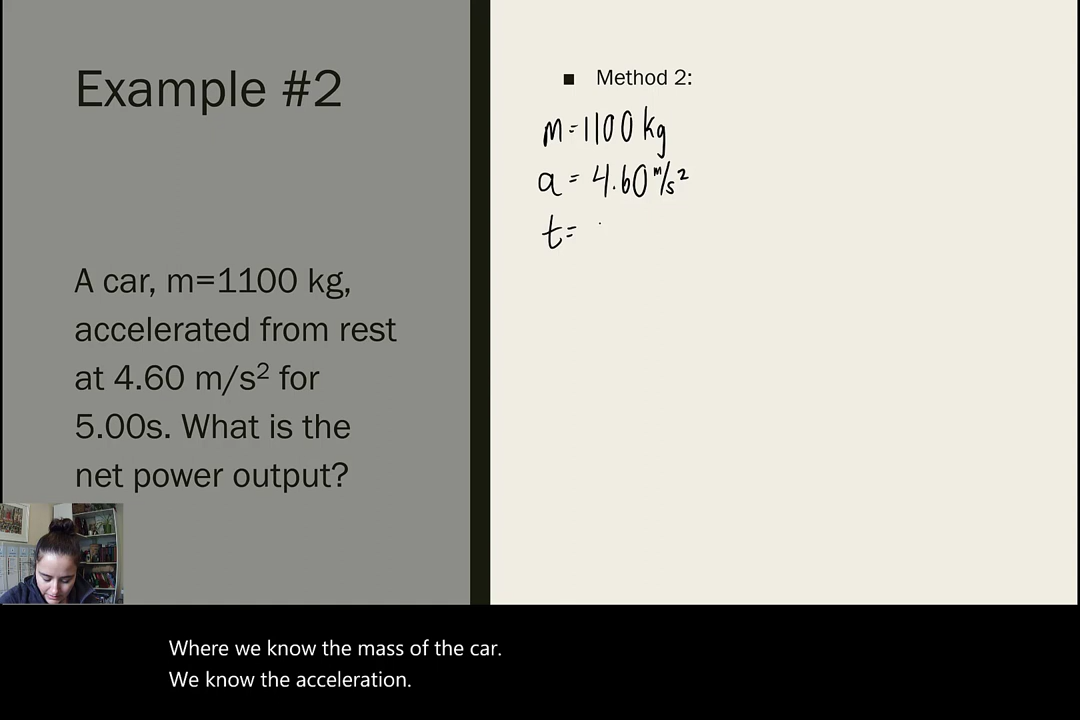 Example #2
A car, m=1100 kg,
accelerated from rest
at 4.60 m/s² for
5.00s. What is the
net power output?
■ Method 2:
m=1100 kg
a = 4.60 m/s²
t=
Where we know the mass of the car.
We know the acceleration.